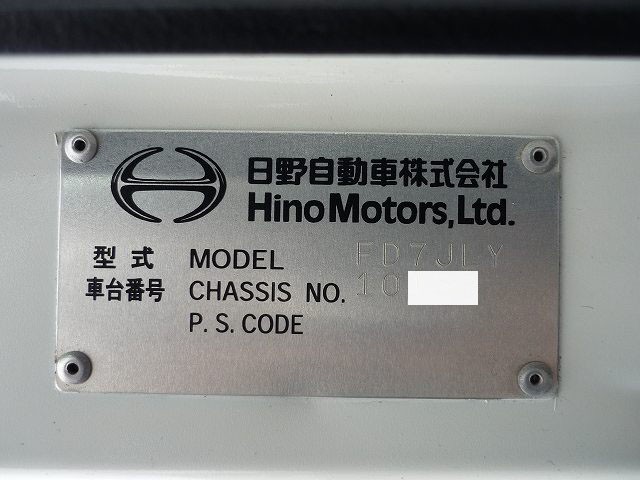 日野自動車株式会社
Hino Motors, Ltd.
型式 MODEL FD7JLY
車台番号 CHASSIS NO. 10
P.S.CODE